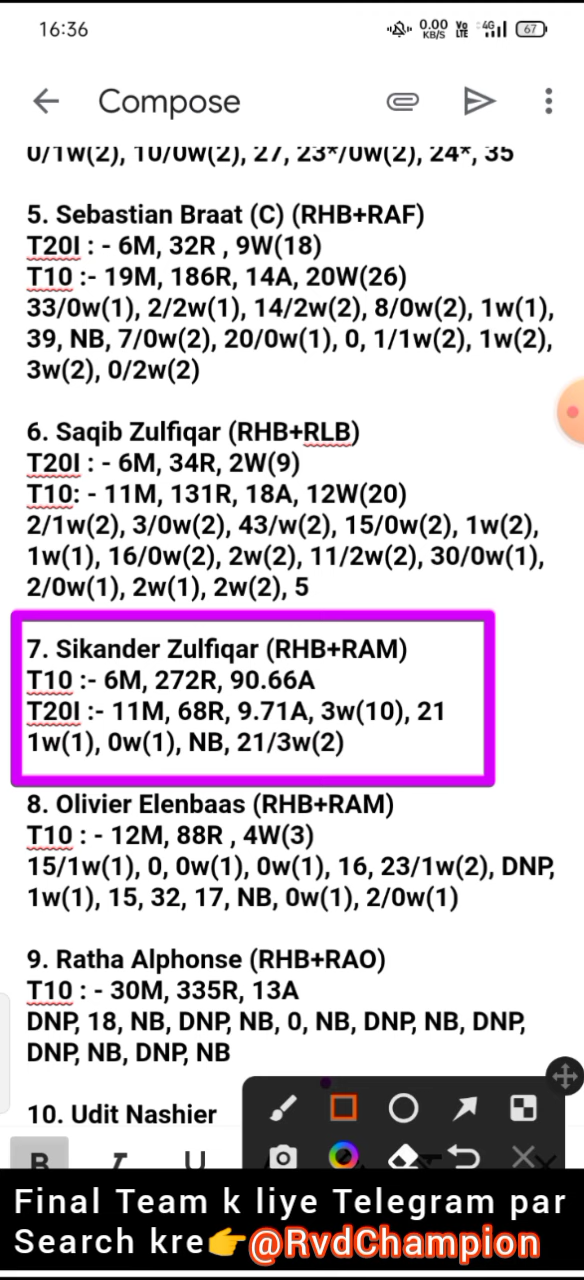 16:36
0.00 KB/S Vo LTE 4G 67
Compose
0/1w(2), 10/0w(2), 27, 23*/0w(2), 24*, 35
5. Sebastian Braat (C) (RHB+RAF)
T20I : - 6M, 32R , 9W(18)
T10 :- 19M, 186R, 14A, 20W(26)
33/0w(1), 2/2w(1), 14/2w(2), 8/0w(2), 1w(1),
39, NB, 7/0w(2), 20/0w(1), 0, 1/1w(2), 1w(2),
3w(2), 0/2w(2)
6. Saqib Zulfiqar (RHB+RLB)
T20I : - 6M, 34R, 2W(9)
T10: - 11M, 131R, 18A, 12W(20)
2/1w(2), 3/0w(2), 43/w(2), 15/0w(2), 1w(2),
1w(1), 16/0w(2), 2w(2), 11/2w(2), 30/0w(1),
2/0w(1), 2w(1), 2w(2), 5
7. Sikander Zulfiqar (RHB+RAM)
T10 :- 6M, 272R, 90.66A
T20I :- 11M, 68R, 9.71A, 3w(10), 21
1w(1), 0w(1), NB, 21/3w(2)
8. Olivier Elenbaas (RHB+RAM)
T10 : - 12M, 88R , 4W(3)
15/1w(1), 0, 0w(1), 0w(1), 16, 23/1w(2), DNP,
1w(1), 15, 32, 17, NB, 0w(1), 2/0w(1)
9. Ratha Alphonse (RHB+RAO)
T10 : - 30M, 335R, 13A
DNP, 18, NB, DNP, NB, 0, NB, DNP, NB, DNP,
DNP, NB, DNP, NB
10. Udit Nashier
B I U
Final Team k liye Telegram par
Search kre👉@RvdChampion